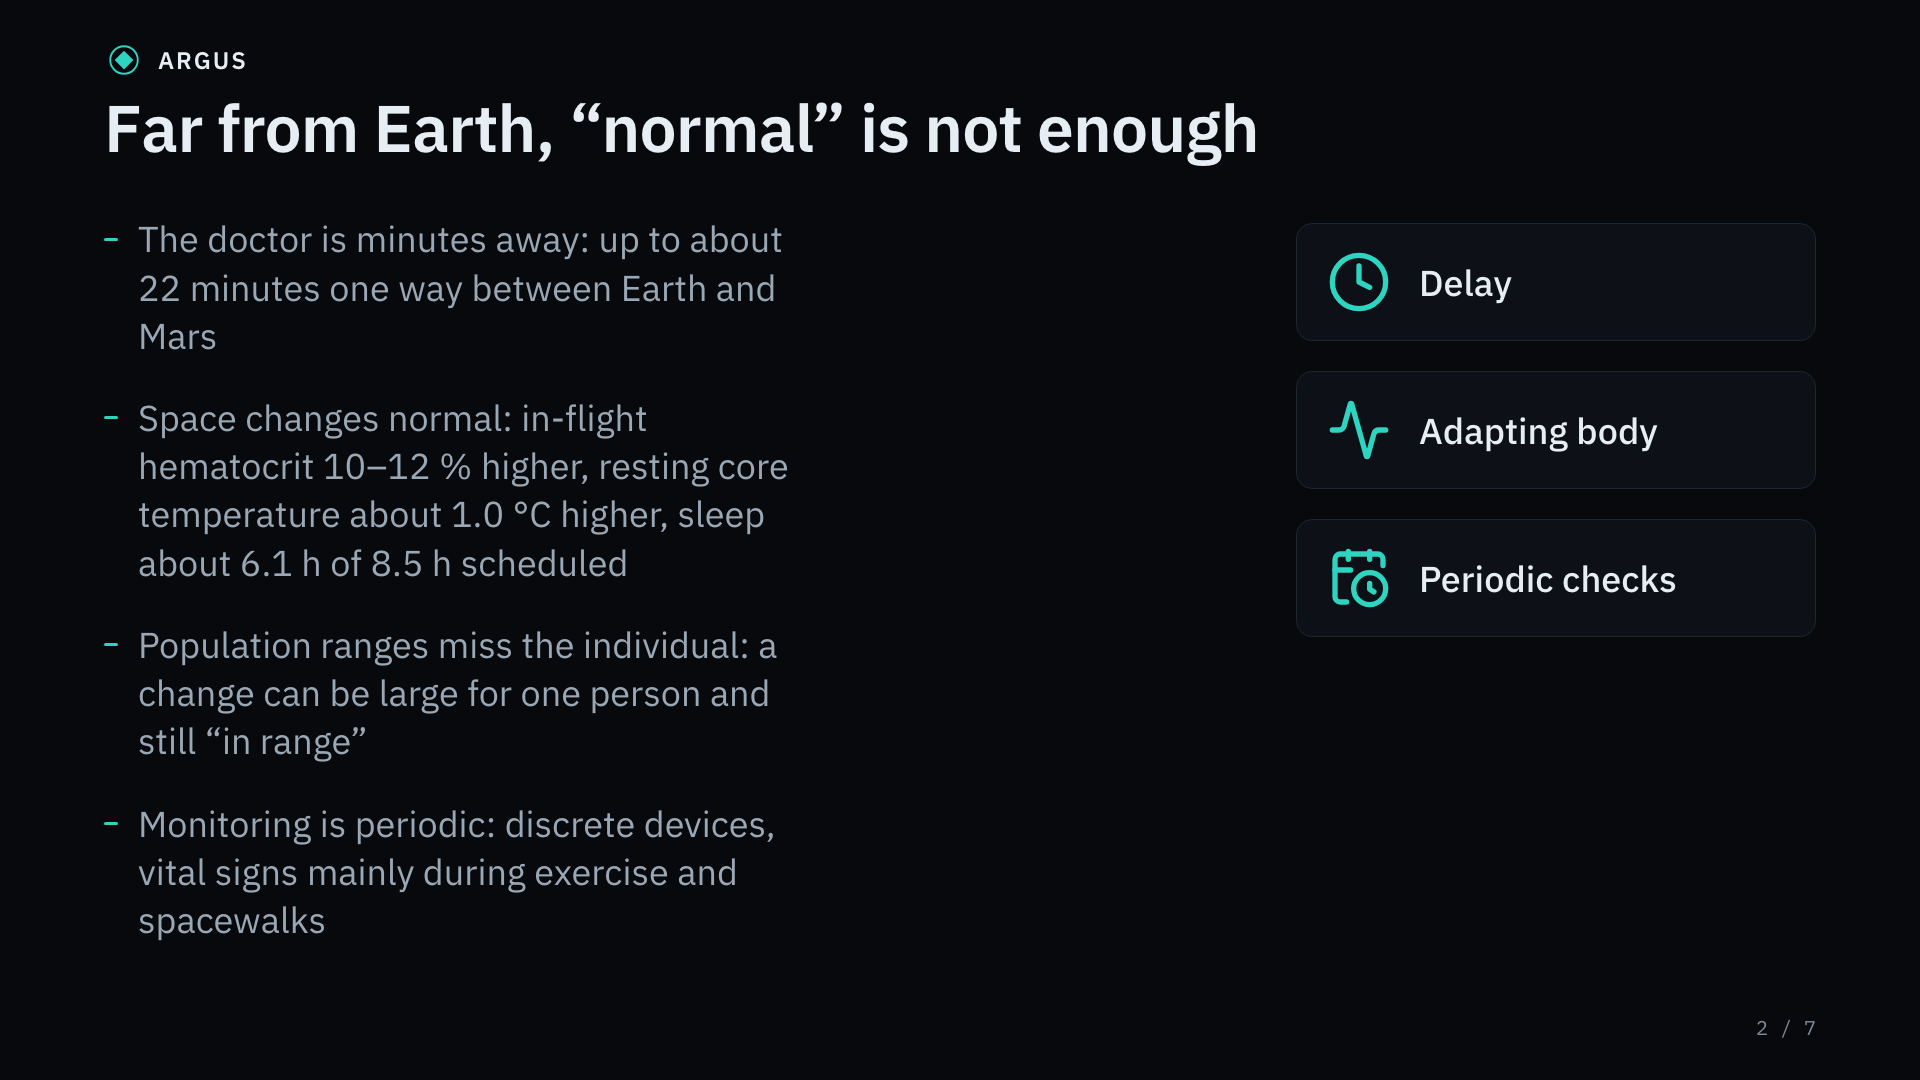 ARGUS
Far from Earth, “normal” is not enough
– The doctor is minutes away: up to about
22 minutes one way between Earth and
Mars
– Space changes normal: in-flight
hematocrit 10–12 % higher, resting core
temperature about 1.0 °C higher, sleep
about 6.1 h of 8.5 h scheduled
– Population ranges miss the individual: a
change can be large for one person and
still “in range”
– Monitoring is periodic: discrete devices,
vital signs mainly during exercise and
spacewalks
Delay
Adapting body
Periodic checks
2 / 7